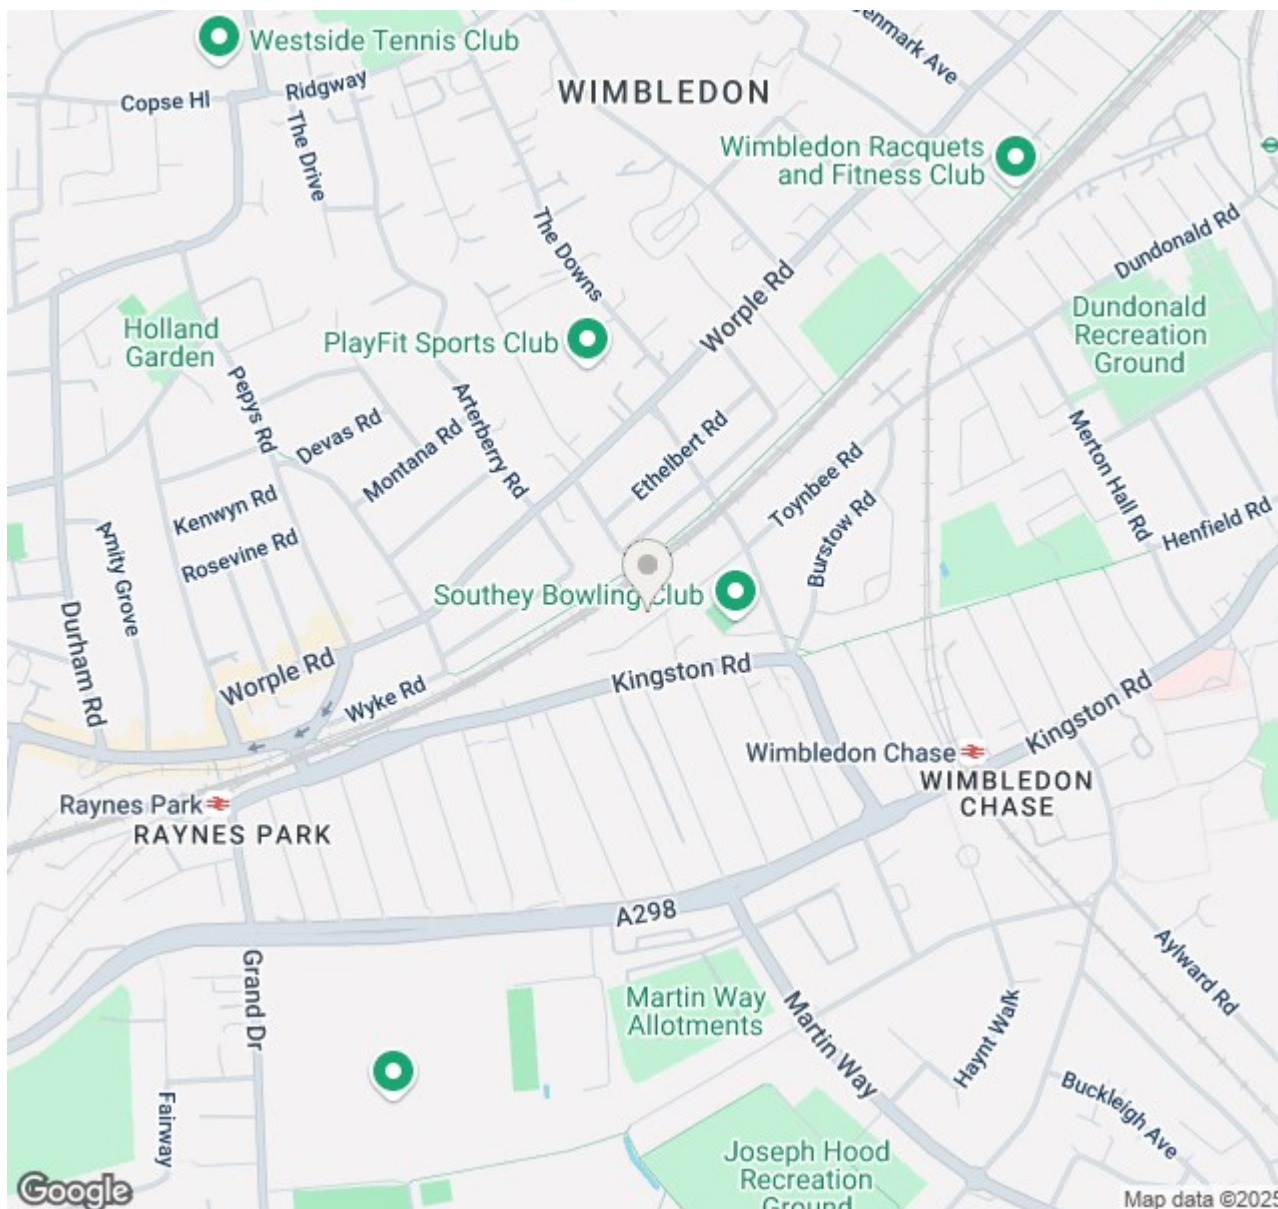 Westside Tennis Club
Copse Hl
Ridgway
The Drive
WIMBLEDON
enmark Ave
Wimbledon Racquets
and Fitness Club
The Downs
Worple Rd
Dundonald Rd
Dundonald
Recreation
Ground
Holland
Garden
PlayFit Sports Club
Pepys Rd
Devas Rd
Montana Rd
Arterberry Rd
Ethelbert Rd
Toynbee Rd
Burstow Rd
Merton Hall Rd
Henfield Rd
Kenwyn Rd
Rosevine Rd
Amity Grove
Durham Rd
Southey Bowling Club
Worple Rd
Wyke Rd
Kingston Rd
Kingston Rd
Wimbledon Chase
WIMBLEDON
CHASE
Raynes Park
RAYNES PARK
A298
Grand Dr
Martin Way
Allotments
Martin Way
Haynt Walk
Aylward Rd
Buckleigh Ave
Fairway
Joseph Hood
Recreation
Ground
Google
Map data ©2025